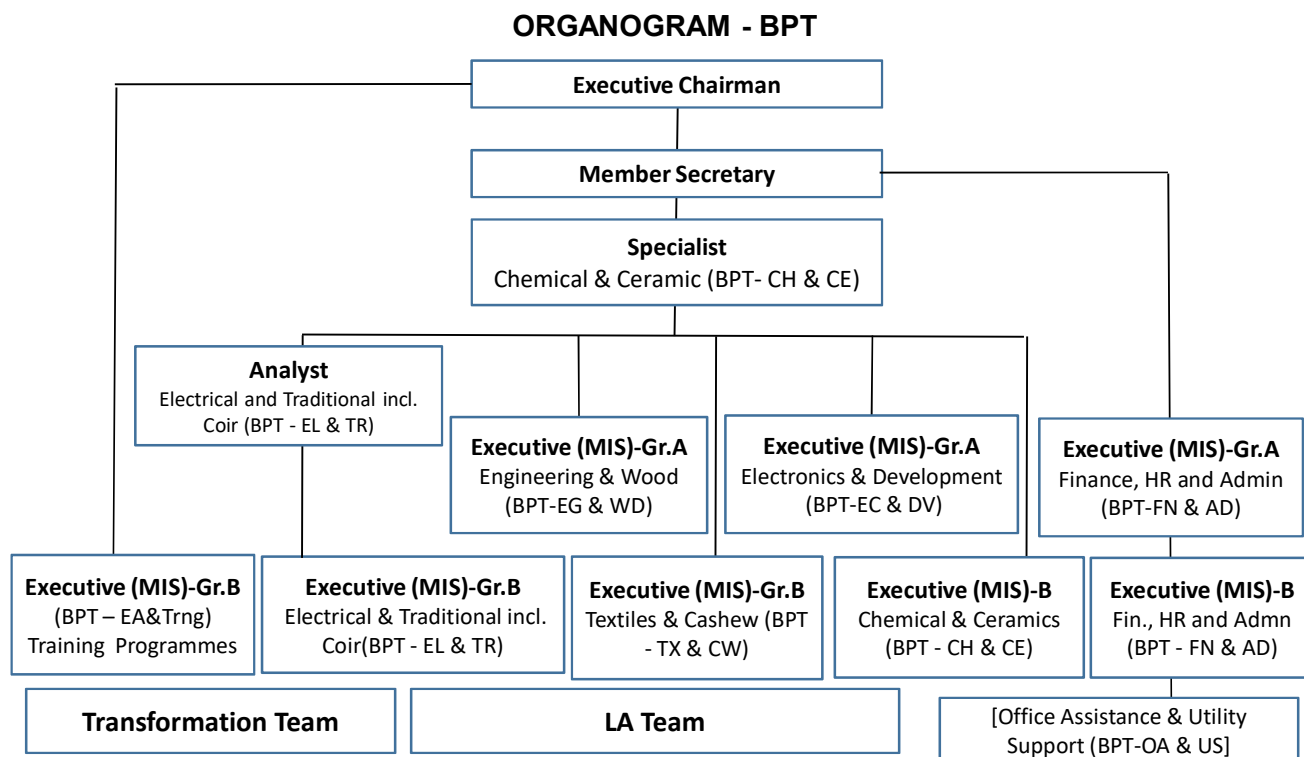 ORGANOGRAM - BPT
Executive Chairman
Member Secretary
Specialist
Chemical & Ceramic (BPT- CH & CE)
Analyst
Electrical and Traditional incl.
Coir (BPT - EL & TR)
Executive (MIS)-Gr.A
Engineering & Wood
(BPT-EG & WD)
Executive (MIS)-Gr.A
Electronics & Development
(BPT-EC & DV)
Executive (MIS)-Gr.A
Finance, HR and Admin
(BPT-FN & AD)
Executive (MIS)-Gr.B
(BPT – EA&Trng)
Training Programmes
Executive (MIS)-Gr.B
Electrical & Traditional incl.
Coir(BPT - EL & TR)
Executive (MIS)-Gr.B
Textiles & Cashew (BPT
- TX & CW)
Executive (MIS)-B
Chemical & Ceramics
(BPT - CH & CE)
Executive (MIS)-B
Fin., HR and Admn
(BPT - FN & AD)
Transformation Team
LA Team
[Office Assistance & Utility
Support (BPT-OA & US]